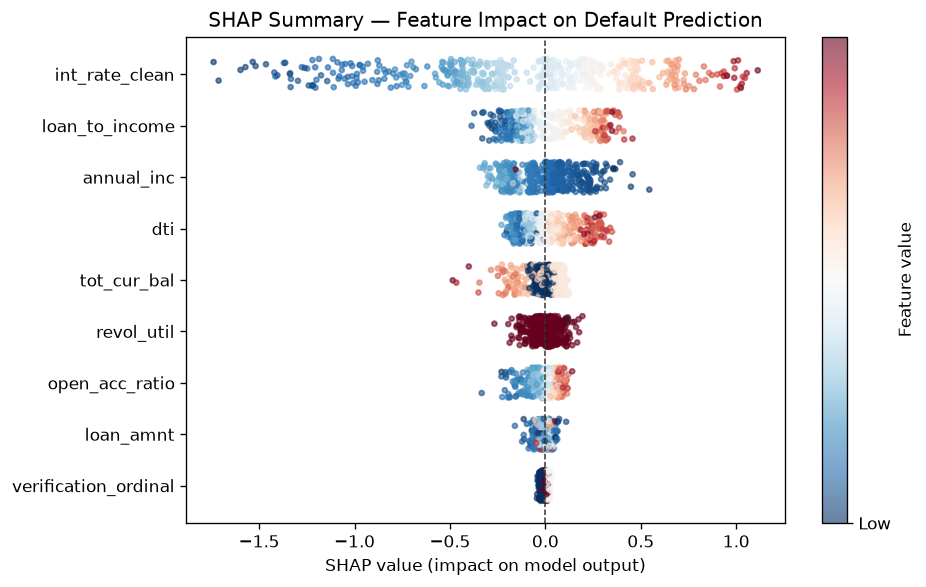 SHAP Summary — Feature Impact on Default Prediction
int_rate_clean
loan_to_income
annual_inc
dti
tot_cur_bal
revol_util
open_acc_ratio
loan_amnt
verification_ordinal
−1.5 −1.0 −0.5 0.0 0.5 1.0
SHAP value (impact on model output)
Feature value
Low